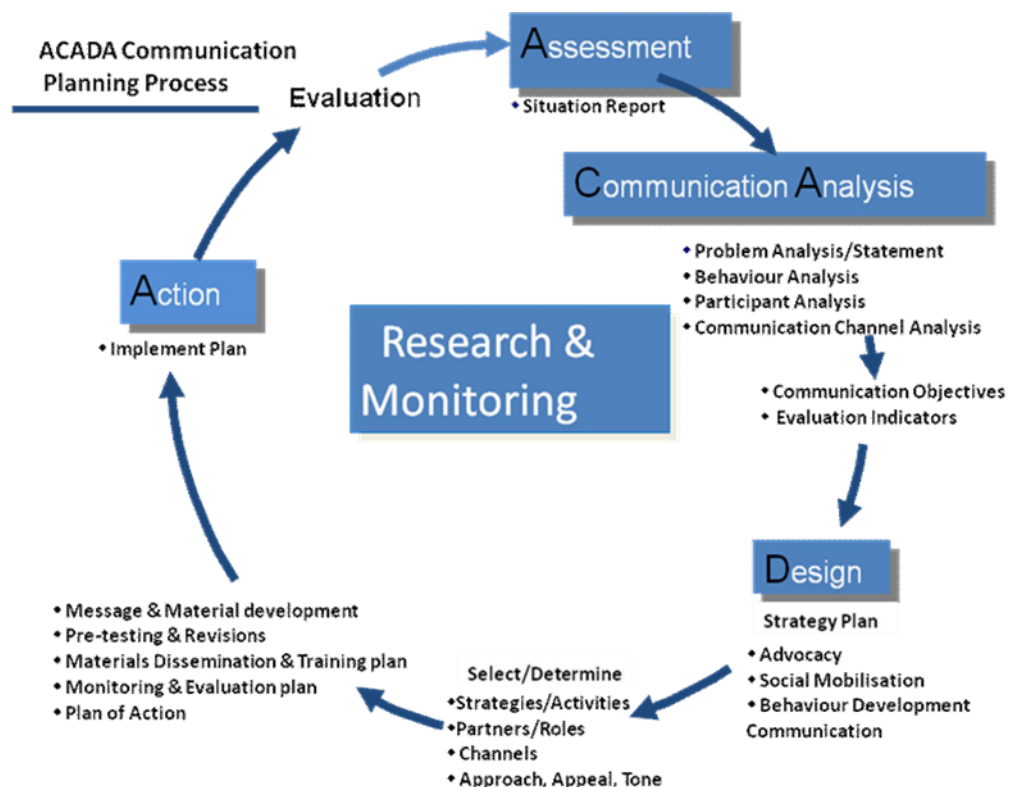 ACADA Communication
Planning Process
Evaluation
Assessment
• Situation Report
Communication Analysis
• Problem Analysis/Statement
• Behaviour Analysis
• Participant Analysis
• Communication Channel Analysis
• Communication Objectives
• Evaluation Indicators
Design
Strategy Plan
• Advocacy
• Social Mobilisation
• Behaviour Development
Communication
Select/Determine
• Strategies/Activities
• Partners/Roles
• Channels
• Approach, Appeal, Tone
• Message & Material development
• Pre-testing & Revisions
• Materials Dissemination & Training plan
• Monitoring & Evaluation plan
• Plan of Action
Action
• Implement Plan
Research &
Monitoring